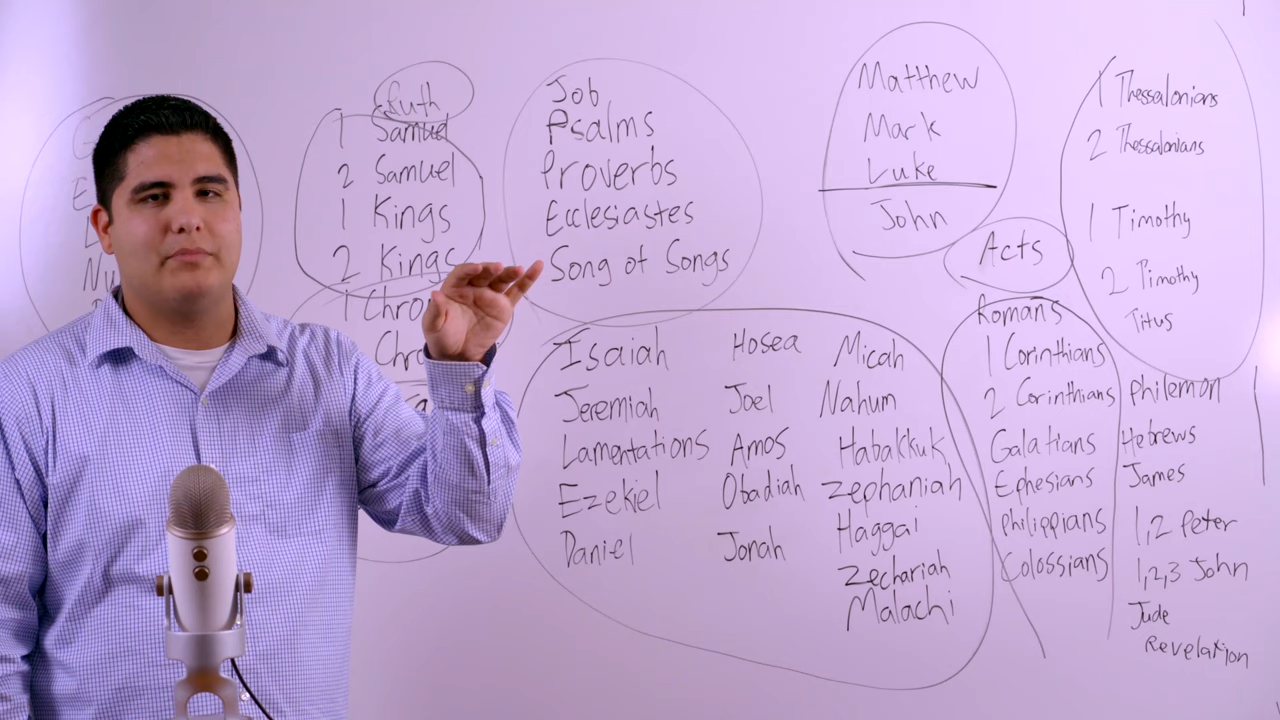 Ruth
1 Samuel
2 Samuel
1 Kings
2 Kings
1
Job
Psalms
Proverbs
Ecclesiastes
Song of Songs
Isaiah
Jeremiah
Lamentations
Ezekiel
Daniel
Hosea
Joel
Amos
Obadiah
Jonah
Micah
Nahum
Habakkuk
Zephaniah
Haggai
Zechariah
Malachi
Matthew
Mark
Luke
John
Acts
Romans
1 Corinthians
2 Corinthians
Galatians
Ephesians
philippians
Colossians
1 Thessalonians
2 Thessalonians
1 Timothy
2 Timothy
Titus
philemon
Hebrews
James
1,2 Peter
1,2,3 John
Jude
Revelation